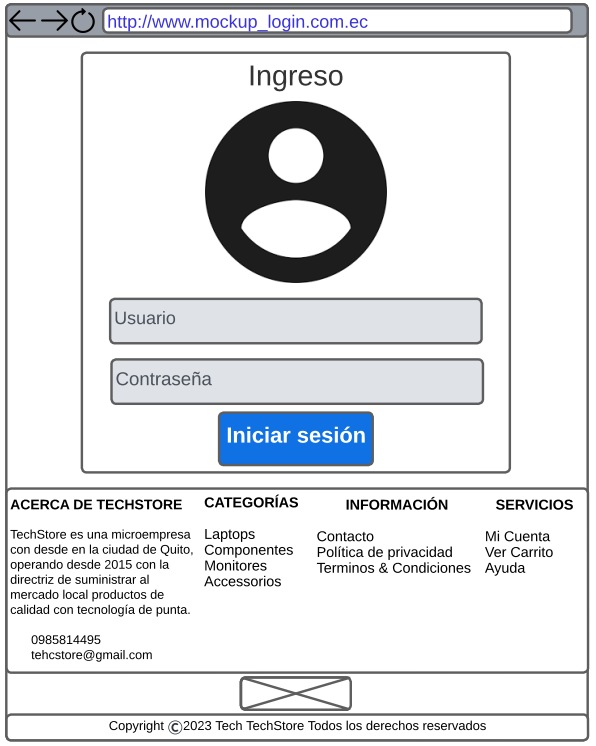 http://www.mockup_login.com.ec
Ingreso
Usuario
Contraseña
Iniciar sesión
ACERCA DE TECHSTORE
TechStore es una microempresa
con desde en la ciudad de Quito,
operando desde 2015 con la
directriz de suministrar al
mercado local productos de
calidad con tecnología de punta.
0985814495
tehcstore@gmail.com
CATEGORÍAS
Laptops
Componentes
Monitores
Accessorios
INFORMACIÓN
Contacto
Política de privacidad
Terminos & Condiciones
SERVICIOS
Mi Cuenta
Ver Carrito
Ayuda
Copyright ©2023 Tech TechStore Todos los derechos reservados